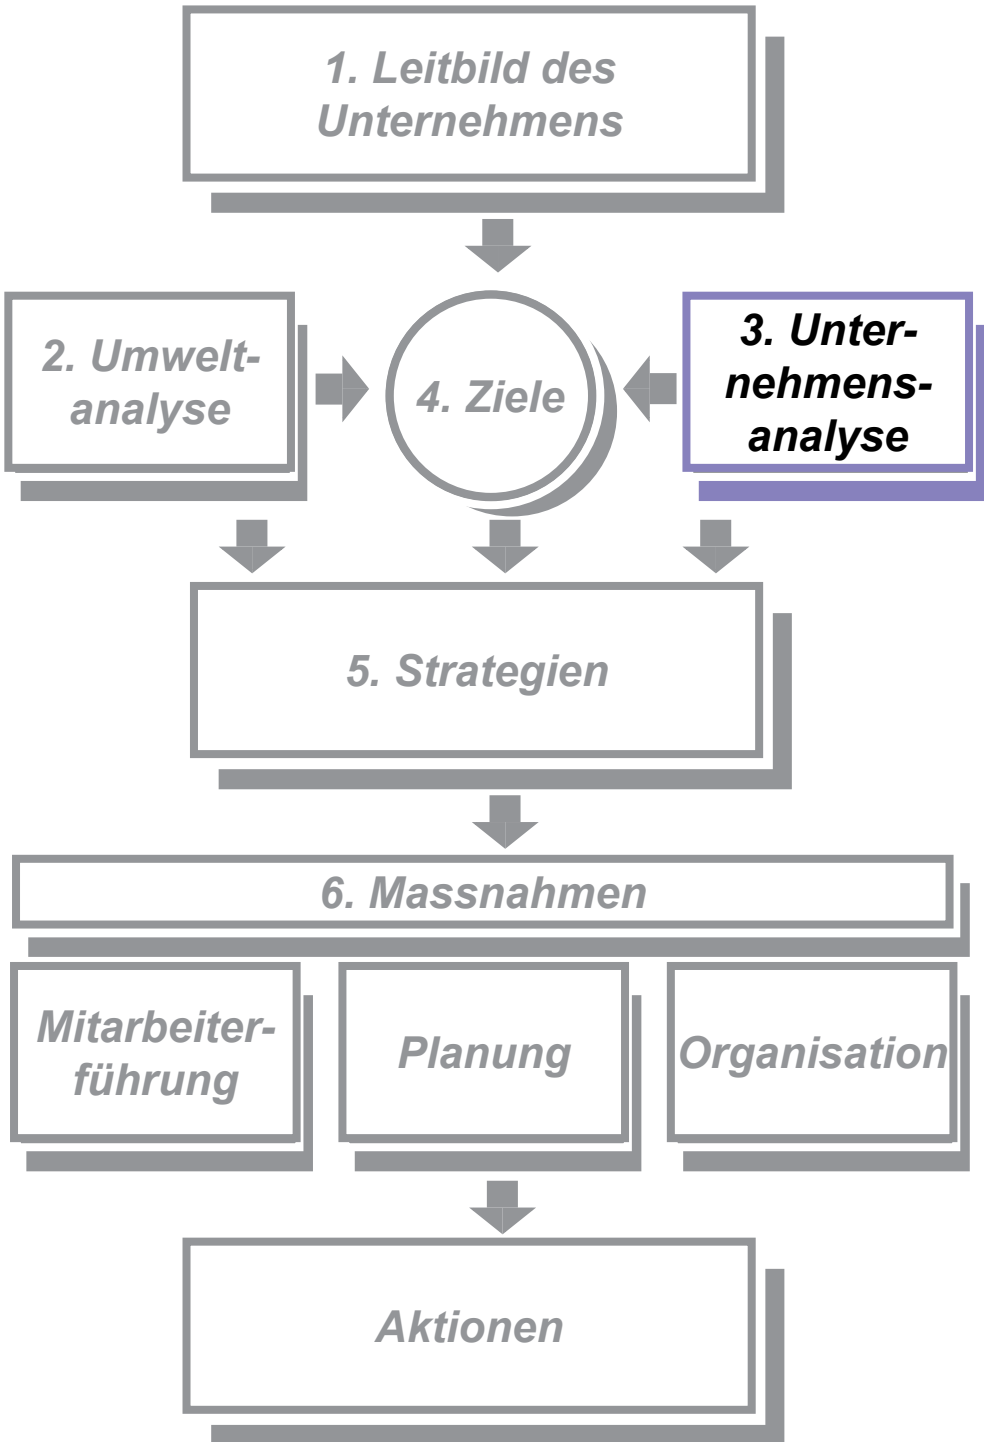 1. Leitbild des
Unternehmens
2. Umwelt-
analyse
4. Ziele
3. Unter-
nehmens-
analyse
5. Strategien
6. Massnahmen
Mitarbeiter-
führung
Planung
Organisation
Aktionen